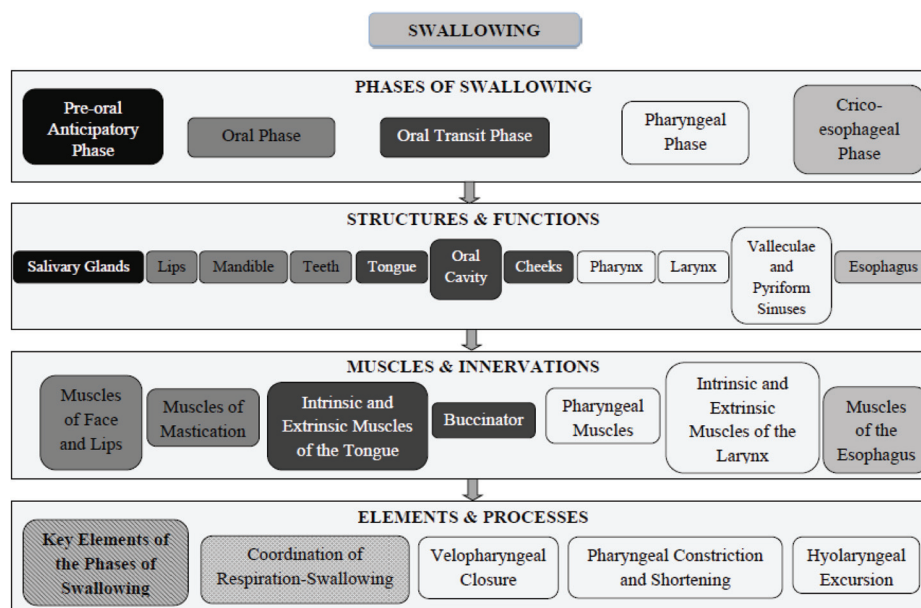 SWALLOWING
PHASES OF SWALLOWING
Pre-oral
Anticipatory
Phase
Oral Phase
Oral Transit Phase
Pharyngeal
Phase
Crico-
esophageal
Phase
STRUCTURES & FUNCTIONS
Salivary Glands
Lips
Mandible
Teeth
Tongue
Oral
Cavity
Cheeks
Pharynx
Larynx
Valleculae
and
Pyriform
Sinuses
Esophagus
MUSCLES & INNERVATIONS
Muscles
of Face
and Lips
Muscles of
Mastication
Intrinsic and
Extrinsic Muscles
of the Tongue
Buccinator
Pharyngeal
Muscles
Intrinsic and
Extrinsic
Muscles of the
Larynx
Muscles
of the
Esophagus
ELEMENTS & PROCESSES
Key Elements of
the Phases of
Swallowing
Coordination of
Respiration-Swallowing
Velopharyngeal
Closure
Pharyngeal Constriction
and Shortening
Hyolaryngeal
Excursion